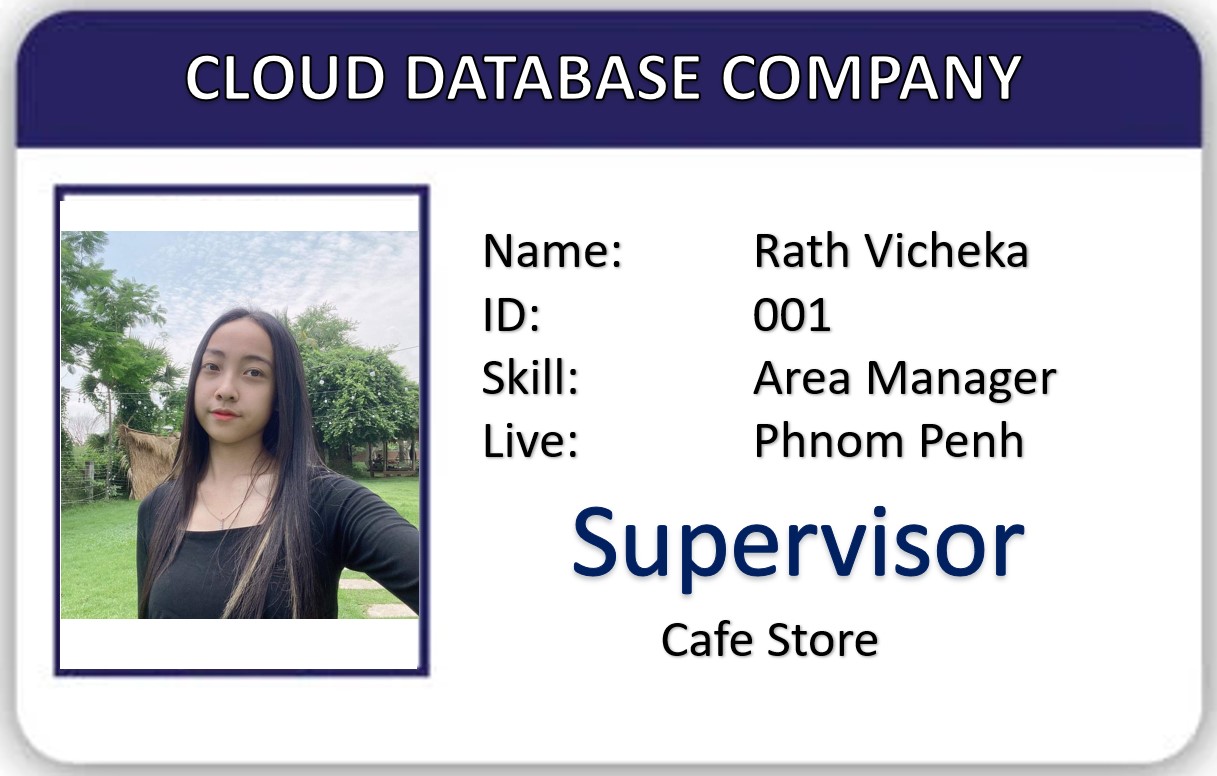 CLOUD DATABASE COMPANY
Name: Rath Vicheka
ID: 001
Skill: Area Manager
Live: Phnom Penh
Supervisor
Cafe Store